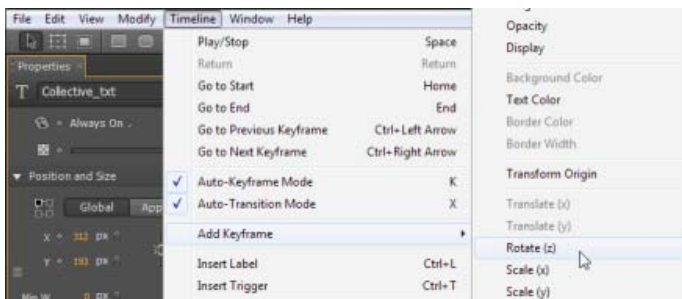 File Edit View Modify Timeline Window Help
Properties
T Collective_txt
Always On
Position and Size
Global App
X 312 px
Y 193 px
Min W 0 px
Play/Stop Space
Return Return
Go to Start Home
Go to End End
Go to Previous Keyframe Ctrl+Left Arrow
Go to Next Keyframe Ctrl+Right Arrow
✓ Auto-Keyframe Mode K
✓ Auto-Transition Mode X
Add Keyframe
Insert Label Ctrl+L
Insert Trigger Ctrl+T
Opacity
Display
Background Color
Text Color
Border Color
Border Width
Transform Origin
Translate (x)
Translate (y)
Rotate (z)
Scale (x)
Scale (y)